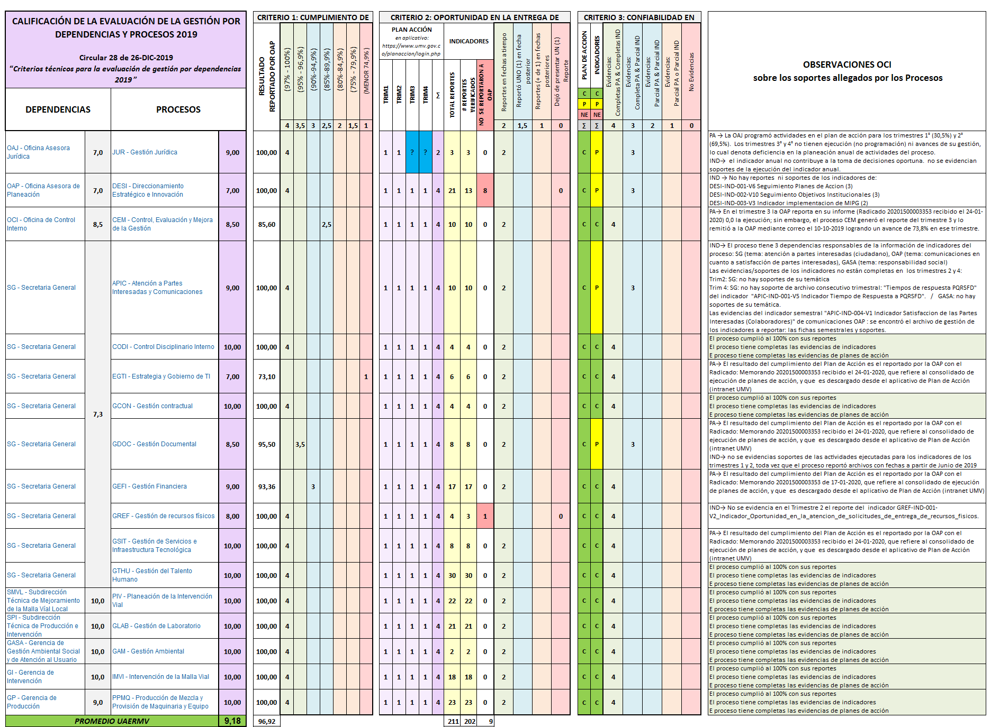 CALIFICACIÓN DE LA EVALUACIÓN DE LA GESTIÓN POR
DEPENDENCIAS Y PROCESOS 2019
Circular 28 de 26-DIC-2019
“Criterios técnicos para la evaluación de gestión por dependencias
2019”
DEPENDENCIAS
PROCESOS
CRITERIO 1: CUMPLIMIENTO DE
RESULTADO
REPORTADO POR OAP
(97% - 100%)
(95% - 96,9%)
(90%-94,9%)
(85%-89,9%)
(80%-84,9%)
(75% - 79,9%)
(MENOR 74,9%)
4 3,5 3 2,5 2 1,5 1
CRITERIO 2: OPORTUNIDAD EN LA ENTREGA DE
PLAN ACCIÓN
en aplicativo:
https://www.umv.gov.c
o/planaccion/login.php
INDICADORES
TRIM1
TRIM2
TRIM3
TRIM4
Σ
TOTAL REPORTES
# REPORTES
VERIFICADOS
NO SE REPORTARON A
OAP
Reportes en fechas a tiempo
Reportó UNO (1) en fecha
posterior
Reportes (+ de 1) en fechas
posteriores
Dejó de presentar UN (1)
Reporte
2 1,5 1 0
CRITERIO 3: CONFIABILIDAD EN
PLAN DE ACCION
INDICADORES
C C
P P
NE NE
Σ Σ
Evidencias:
Completas PA & Completas IND
Evidencias:
Completa PA & Parcial IND
Evidencias:
Parcial PA & Parcial IND
Evidencias:
Parcial PA o Parcial IND
No Evidencias
4 3 2 1 0
OBSERVACIONES OCI
sobre los soportes allegados por los Procesos
OAJ - Oficina Asesora
Jurídica
7,0
JUR - Gestión Jurídica
9,00
100,00 4
1 1 ? ? 2 3 3 0 2
C P 3
PA → La OAJ programó actividades en el plan de acción para los trimestres 1° (30,5%) y 2°
(69,5%). Los trimestres 3° y 4° no tienen ejecución (no programación) ni avances de su gestión,
lo cual denota deficiencia en la planeación anual de actividades del proceso.
IND→ el indicador anual no contribuye a la toma de decisiones oportuna. no se evidencian
soportes de la ejecución del indicador anual.
OAP - Oficina Asesora de
Planeación
7,0
DESI - Direccionamiento
Estratégico e Innovación
7,00
100,00 4
1 1 1 1 4 21 13 8 0
C P 3
IND → No hay reportes ni soportes de los indicadores de:
DESI-IND-001-V6 Seguimiento Planes de Accion (3)
DESI-IND-002-V10 Seguimiento Objetivos Institucionales (3)
DESI-IND-003-V3 Indicador implementacion de MIPG (2)
OCI - Oficina de Control
Interno
8,5
CEM - Control, Evaluación y Mejora
de la Gestión
8,50
85,60 2,5
1 1 1 1 4 10 10 0 2
C C 4
PA→ En el trimestre 3 la OAP reporta en su informe (Radicado 20201500003353 recibido el 24-01-
2020) 0,0 la ejecución; sin embargo, el proceso CEM generó el reporte del trimestre 3 y lo
remitió a la OAP mediante correo el 10-10-2019 logrando un avance de 73,8% en ese trimestre.
SG - Secretaria General
7,3
APIC - Atención a Partes
Interesadas y Comunicaciones
9,00
100,00 4
1 1 1 1 4 10 10 0 2
C P 3
IND→ El proceso tiene 3 dependencias responsables de la información de indicadores del
proceso: SG (tema: atención a partes interesadas (ciudadano), OAP (tema: comunicaciones en
cuanto a satisfacción de partes interesadas), GASA (tema: responsabilidad social)
Las evidencias/soportes de los indicadores no están completas en los trimestres 2 y 4:
Trim2: SG: no hay soportes de su temática
Trim 4: SG: no hay soporte de archivo consecutivo trimestral: "Tiempos de respuesta PQRSFD"
del indicador "APIC-IND-001-V5 Indicador Tiempo de Respuesta a PQRSFD". / GASA: no hay
soportes de su temática.
Las evidencias del indicador semestral "APIC-IND-004-V1 Indicador Satisfaccion de las Partes
Interesadas (Colaboradores)" de comunicaciones OAP : se encontró el archivo de gestión de
los indicadores a reportar: las fichas semestrales y soportes.
SG - Secretaria General
CODI - Control Disciplinario Interno
10,00
100,00 4
1 1 1 1 4 4 4 0 2
C C 4
El proceso cumplió al 100% con sus reportes
El proceso tiene completas las evidencias de indicadores
E proceso tiene completas las evidencias de planes de acción
SG - Secretaria General
EGTI - Estrategia y Gobierno de TI
7,00
73,10 1
1 1 1 1 4 6 6 0 2
C C 4
PA→ El resultado del cumplimiento del Plan de Acción es el reportado por la OAP con el
Radicado: Memorando 20201500003353 recibido el 24-01-2020, que refiere al consolidado de
ejecución de planes de acción, y que es descargado desde el aplicativo de Plan de Acción
(intranet UMV)
SG - Secretaria General
GCON - Gestión contractual
10,00
100,00 4
1 1 1 1 4 4 4 0 2
C C 4
El proceso cumplió al 100% con sus reportes
El proceso tiene completas las evidencias de indicadores
E proceso tiene completas las evidencias de planes de acción
SG - Secretaria General
GDOC - Gestión Documental
8,50
95,50 3,5
1 1 1 1 4 8 8 0 2
C P 3
PA→ El resultado del cumplimiento del Plan de Acción es el reportado por la OAP con el
Radicado: Memorando 20201500003353 recibido el 24-01-2020, que refiere al consolidado de
ejecución de planes de acción, y que es descargado desde el aplicativo de Plan de Acción
(intranet UMV)
IND→ no se evidencias soportes de las actividades ejecutadas para los indicadores de los
trimestres 1 y 2, toda vez que el proceso reportó archivos con fechas a partir de Junio de 2019
SG - Secretaria General
GEFI - Gestión Financiera
9,00
93,36 3
1 1 1 1 4 17 17 0 2
C C 4
PA→ El resultado del cumplimiento del Plan de Acción es el reportado por la OAP con el
Radicado: Memorando 20201500003353 de 17-01-2020, que refiere al consolidado de ejecución
de planes de acción, y que es descargado desde el aplicativo de Plan de Acción (intranet UMV)
SG - Secretaria General
GREF - Gestión de recursos físicos
8,00
100,00 4
1 1 1 1 4 4 3 1 0
C C 4
IND→ No se evidencia en el Trimestre 2 el reporte del indicador GREF-IND-001-
V2_Indicador_Oportunidad_en_la_atencion_de_solicitudes_de_entrega_de_recursos_fisicos.
SG - Secretaria General
GSIT - Gestión de Servicios e
Infraestructura Tecnológica
10,00
100,00 4
1 1 1 1 4 8 8 0 2
C C 4
PA→ El resultado del cumplimiento del Plan de Acción es el reportado por la OAP con el
Radicado: Memorando 20201500003353 recibido el 24-01-2020, que refiere al consolidado de
ejecución de planes de acción, y que es descargado desde el aplicativo de Plan de Acción
(intranet UMV)
SG - Secretaria General
GTHU - Gestión del Talento
Humano
10,00
100,00 4
1 1 1 1 4 30 30 0 2
C C 4
El proceso cumplió al 100% con sus reportes
El proceso tiene completas las evidencias de indicadores
E proceso tiene completas las evidencias de planes de acción
SMVL - Subdirección
Técnica de Mejoramiento
de la Malla Víal Local
10,0
PIV - Planeación de la Intervención
Vial
10,00
100,00 4
1 1 1 1 4 22 22 0 2
C C 4
El proceso cumplió al 100% con sus reportes
El proceso tiene completas las evidencias de indicadores
E proceso tiene completas las evidencias de planes de acción
SPI - Subdirección
Técnica de Producción e
Intervención
10,0
GLAB - Gestión de Laboratorio
10,00
100,00 4
1 1 1 1 4 21 21 0 2
C C 4
El proceso cumplió al 100% con sus reportes
El proceso tiene completas las evidencias de indicadores
E proceso tiene completas las evidencias de planes de acción
GASA - Gerencia de
Gestión Ambiental Social
y de Atención al Usuario
10,0
GAM - Gestión Ambiental
10,00
100,00 4
1 1 1 1 4 2 2 0 2
C C 4
El proceso cumplió al 100% con sus reportes
El proceso tiene completas las evidencias de indicadores
E proceso tiene completas las evidencias de planes de acción
GI - Gerencia de
Intervención
10,0
IMVI - Intervención de la Malla Vial
10,00
100,00 4
1 1 1 1 4 18 18 0 2
C C 4
El proceso cumplió al 100% con sus reportes
El proceso tiene completas las evidencias de indicadores
E proceso tiene completas las evidencias de planes de acción
GP - Gerencia de
Producción
9,0
PPMQ - Producción de Mezcla y
Provisión de Maquinaria y Equipo
10,00
100,00 4
1 1 1 1 4 23 23 0 2
C C 4
El proceso cumplió al 100% con sus reportes
El proceso tiene completas las evidencias de indicadores
E proceso tiene completas las evidencias de planes de acción
PROMEDIO UAERMV 9,18 96,92 211 202 9